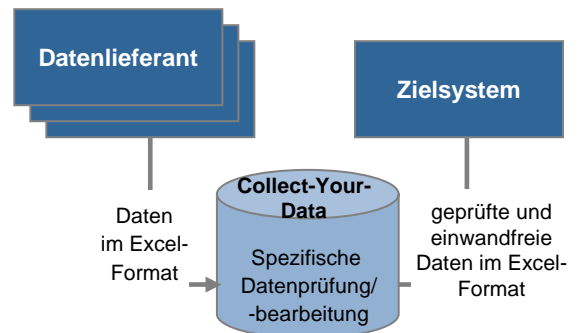 Datenlieferant
Zielsystem
Daten
im Excel-
Format
Collect-Your-
Data
Spezifische
Datenprüfung/
-bearbeitung
geprüfte und
einwandfreie
Daten im Excel-
Format